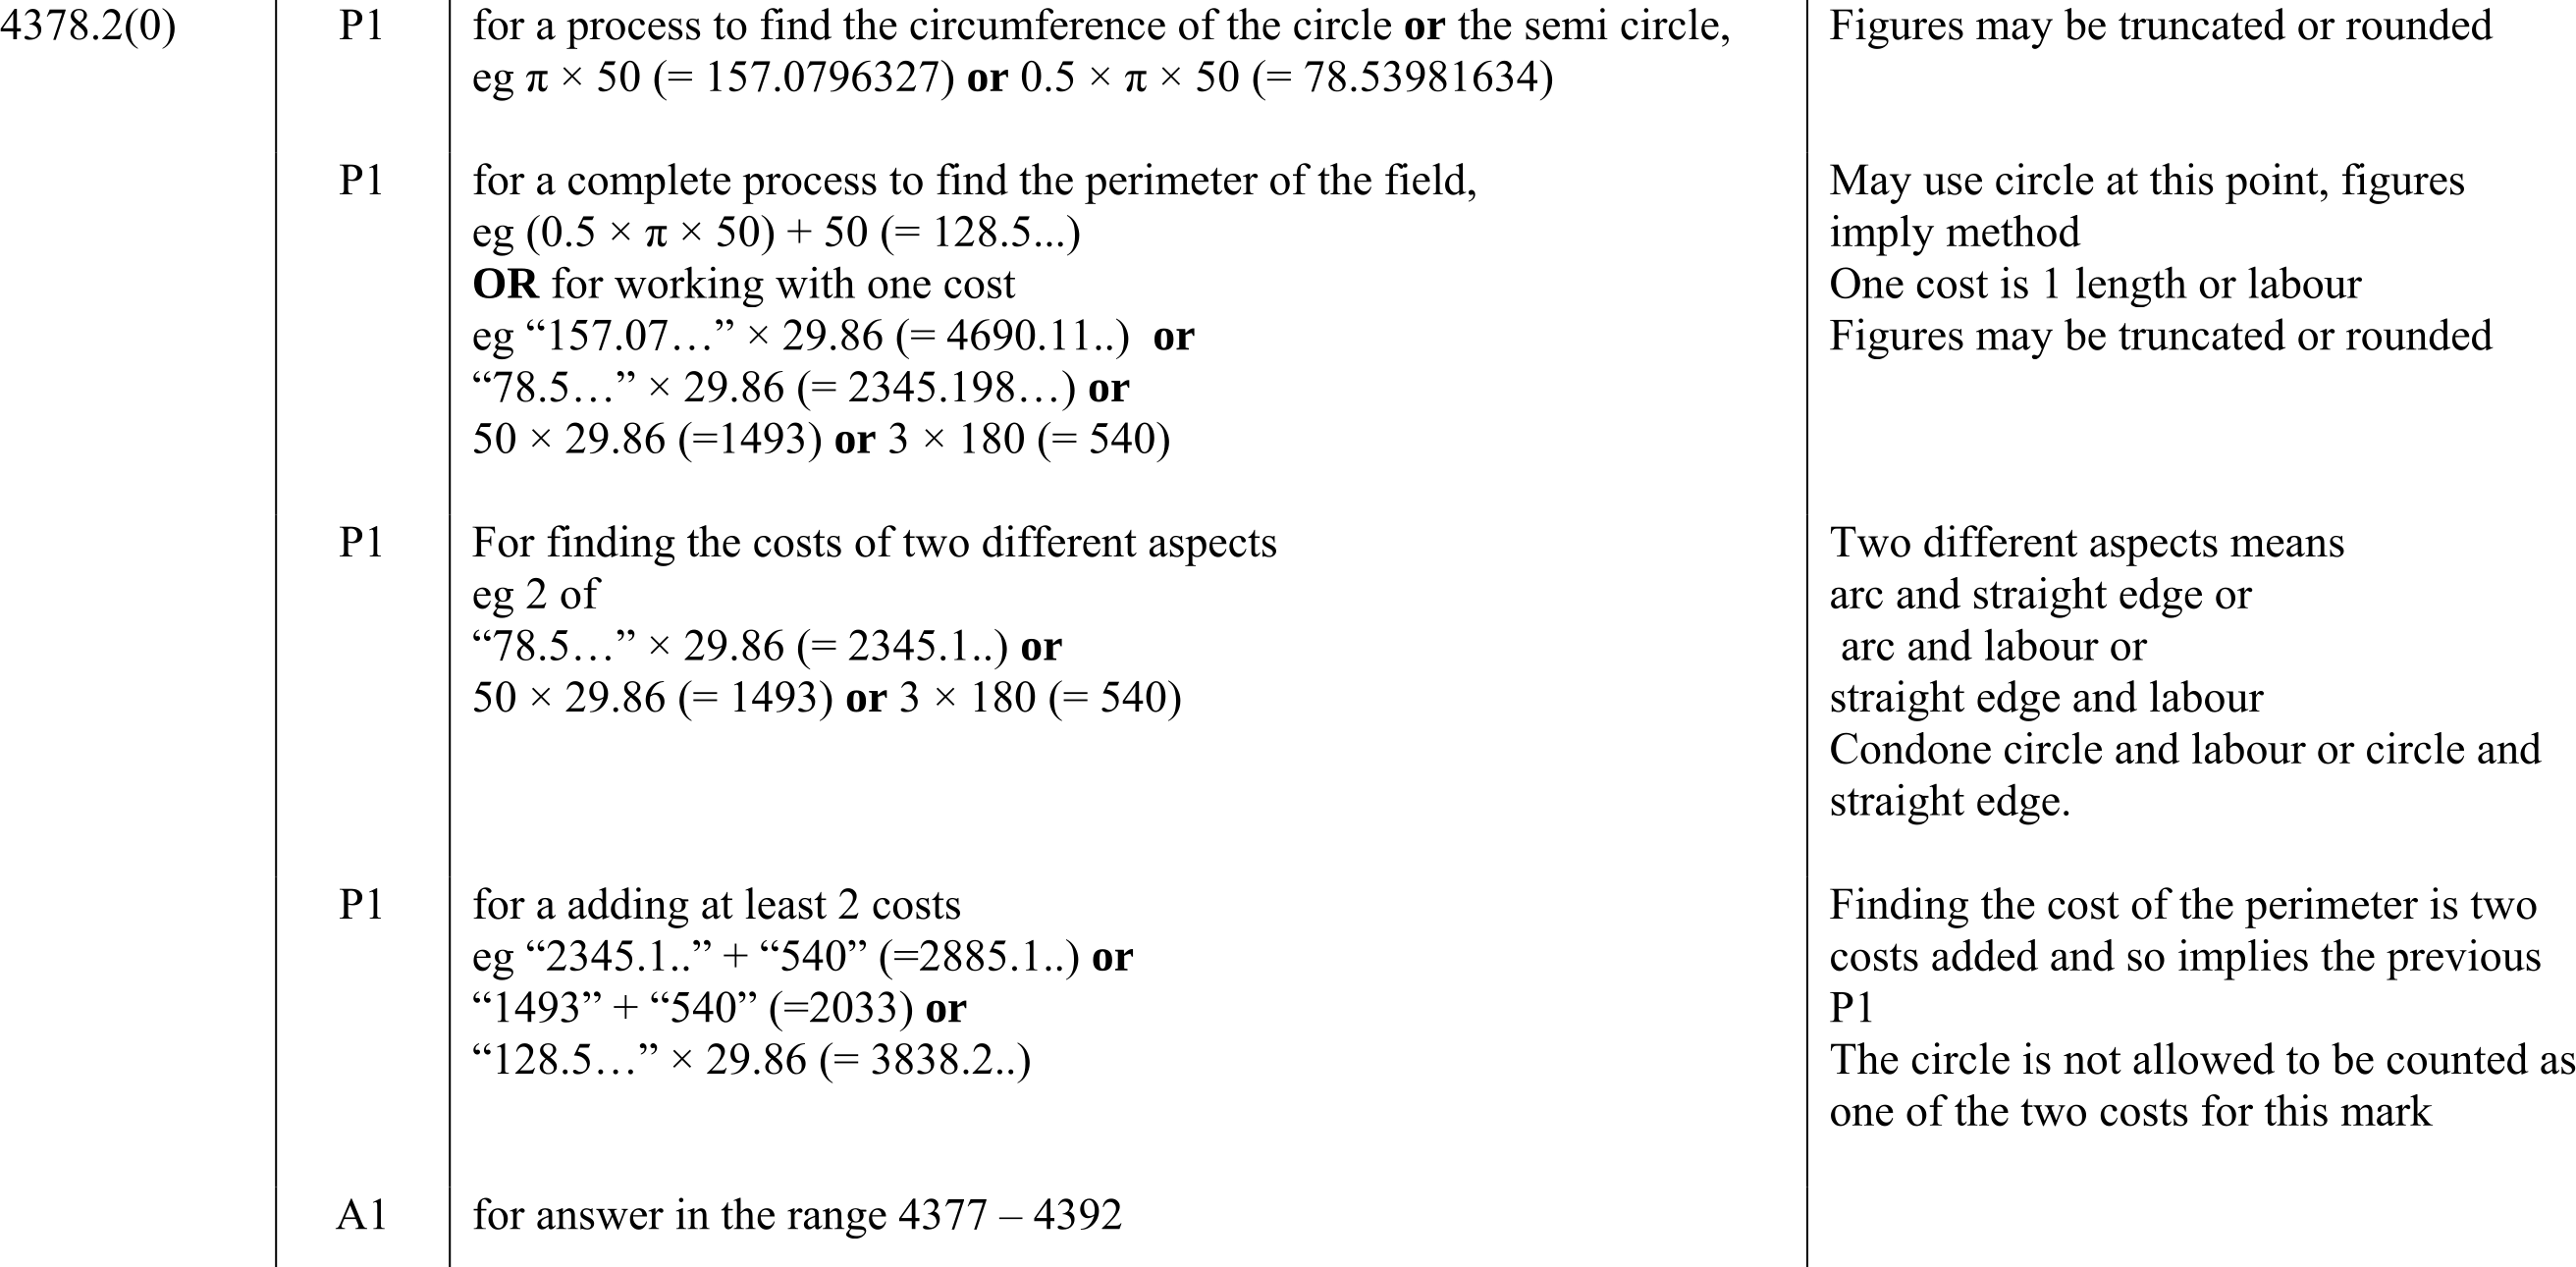 4378.2(0)
P1
for a process to find the circumference of the circle or the semi circle,
eg π × 50 (= 157.0796327) or 0.5 × π × 50 (= 78.53981634)
Figures may be truncated or rounded
P1
for a complete process to find the perimeter of the field,
eg (0.5 × π × 50) + 50 (= 128.5...)
OR for working with one cost
eg “157.07…” × 29.86 (= 4690.11..) or
“78.5…” × 29.86 (= 2345.198…) or
50 × 29.86 (=1493) or 3 × 180 (= 540)
May use circle at this point, figures
imply method
One cost is 1 length or labour
Figures may be truncated or rounded
P1
For finding the costs of two different aspects
eg 2 of
“78.5…” × 29.86 (= 2345.1..) or
50 × 29.86 (= 1493) or 3 × 180 (= 540)
Two different aspects means
arc and straight edge or
arc and labour or
straight edge and labour
Condone circle and labour or circle and
straight edge.
P1
for a adding at least 2 costs
eg “2345.1..” + “540” (=2885.1..) or
“1493” + “540” (=2033) or
“128.5…” × 29.86 (= 3838.2..)
Finding the cost of the perimeter is two
costs added and so implies the previous
P1
The circle is not allowed to be counted as
one of the two costs for this mark
A1
for answer in the range 4377 – 4392